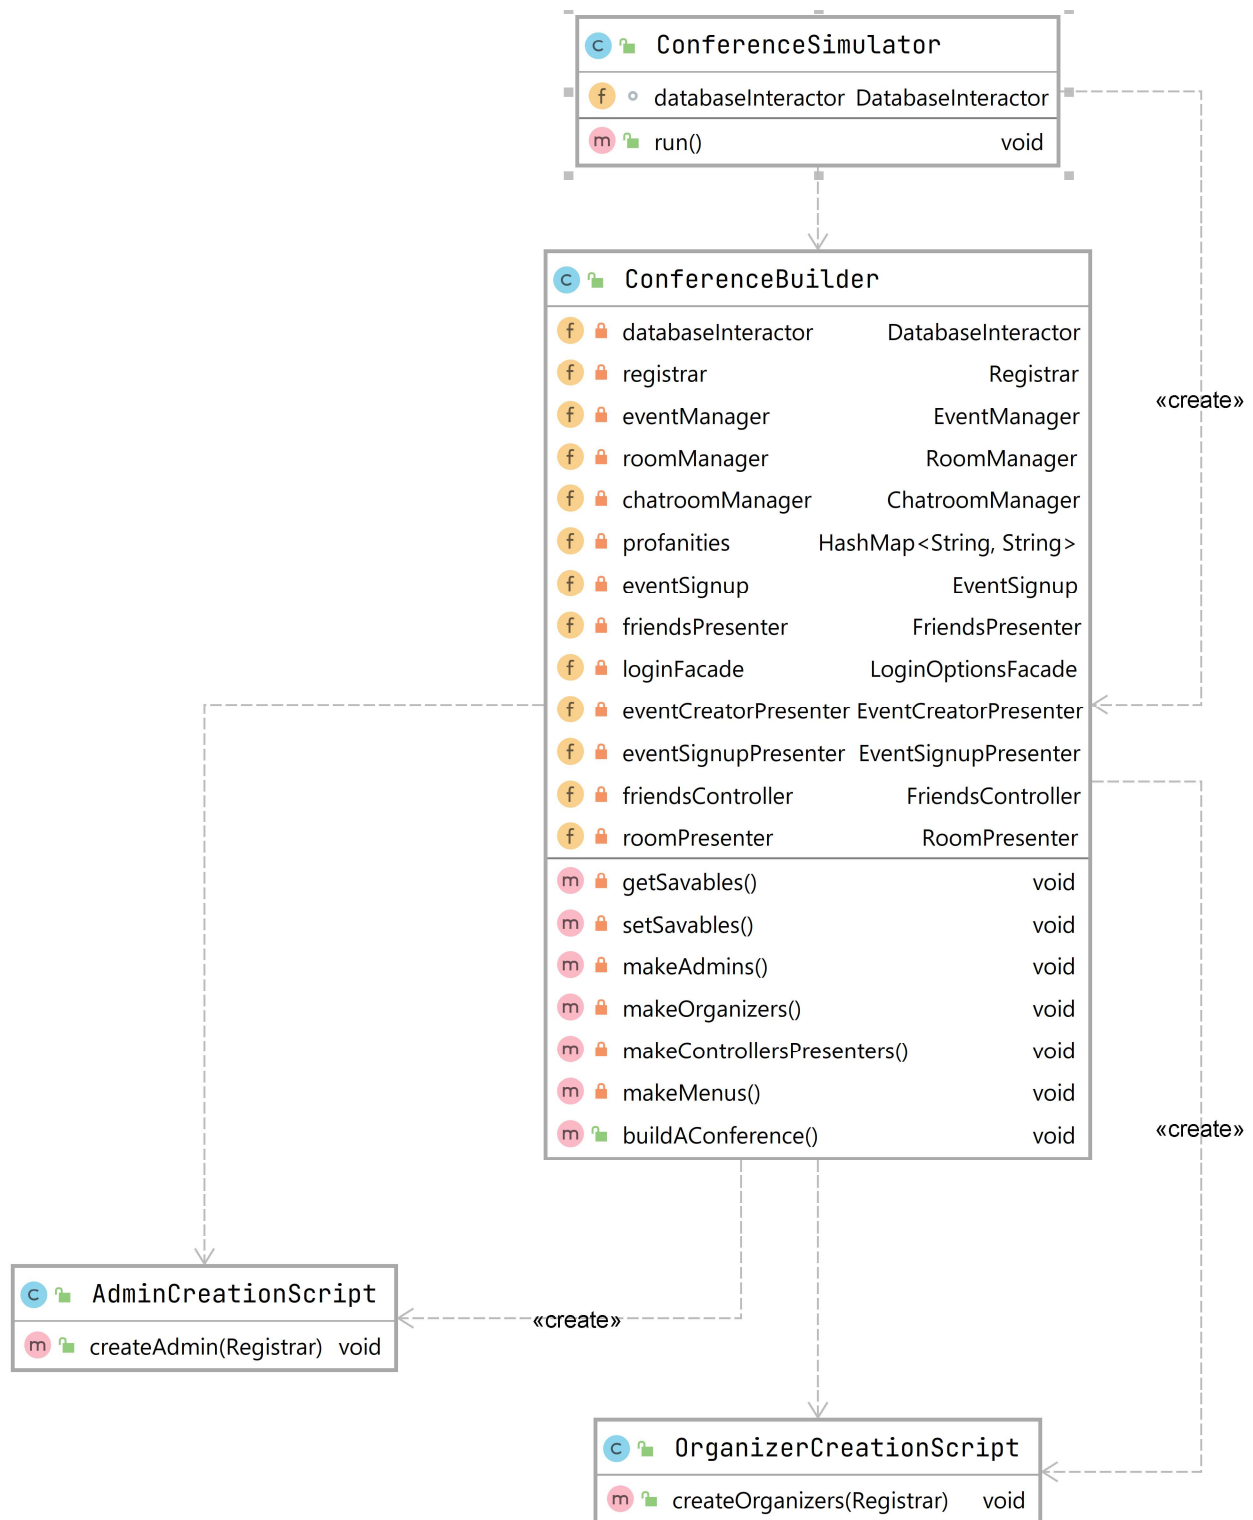 ConferenceSimulator
databaseInteractor DatabaseInteractor
run() void
ConferenceBuilder
databaseInteractor DatabaseInteractor
registrar Registrar
eventManager EventManager
roomManager RoomManager
chatroomManager ChatroomManager
profanities HashMap<String, String>
eventSignup EventSignup
friendsPresenter FriendsPresenter
loginFacade LoginOptionsFacade
eventCreatorPresenter EventCreatorPresenter
eventSignupPresenter EventSignupPresenter
friendsController FriendsController
roomPresenter RoomPresenter
getSavables() void
setSavables() void
makeAdmins() void
makeOrganizers() void
makeControllersPresenters() void
makeMenus() void
buildAConference() void
«create»
«create»
AdminCreationScript
createAdmin(Registrar) void
«create»
OrganizerCreationScript
createOrganizers(Registrar) void